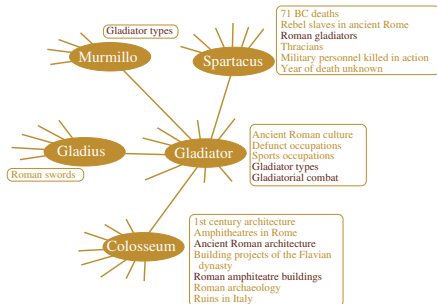 Gladiator types
Murmillo
Spartacus
71 BC deaths
Rebel slaves in ancient Rome
Roman gladiators
Thracians
Military personnel killed in action
Year of death unknown
Gladius
Roman swords
Gladiator
Ancient Roman culture
Defunct occupations
Sports occupations
Gladiator types
Gladiatorial combat
Colosseum
1st century architecture
Amphitheatres in Rome
Ancient Roman architecture
Building projects of the Flavian
dynasty
Roman amphiteatre buildings
Roman archaeology
Ruins in Italy